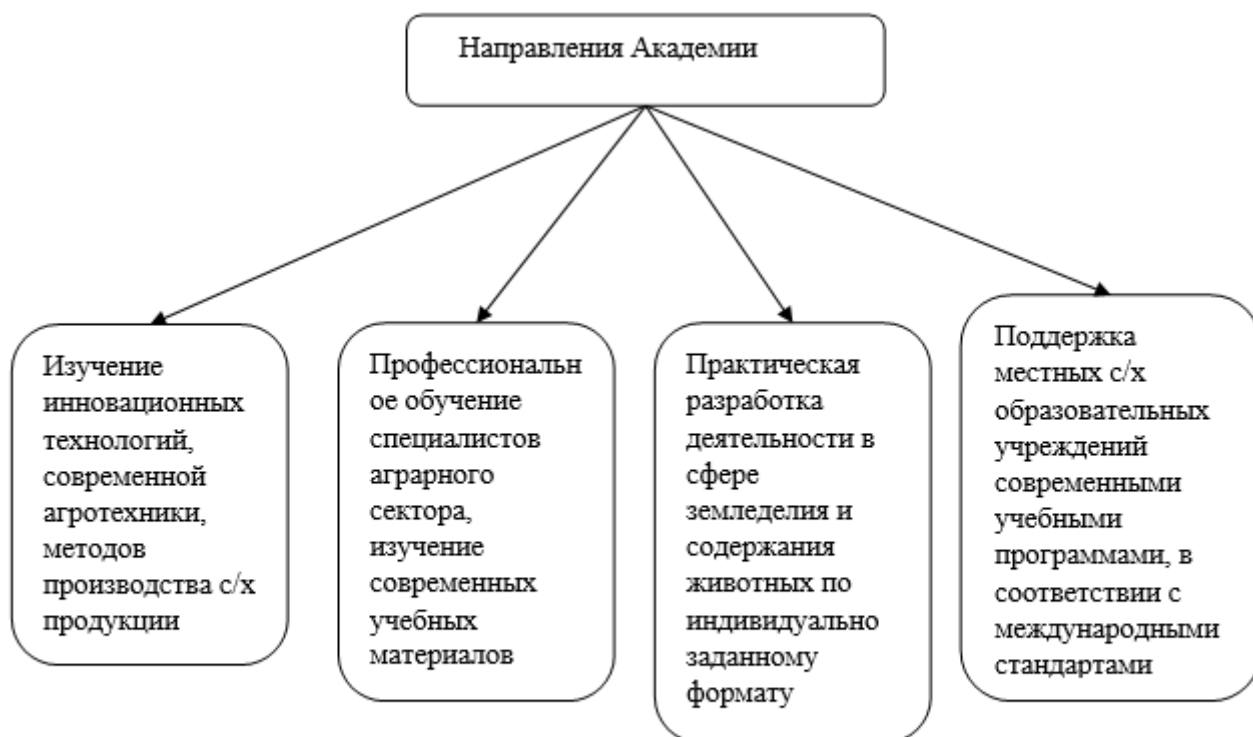 Направления Академии
Изучение
инновационных
технологий,
современной
агротехники,
методов
производства с/х
продукции
Профессиональн
ое обучение
специалистов
аграрного
сектора,
изучение
современных
учебных
материалов
Практическая
разработка
деятельности в
сфере
земледелия и
содержания
животных по
индивидуально
заданному
формату
Поддержка
местных с/х
образовательных
учреждений
современными
учебными
программами, в
соответствии с
международными
стандартами